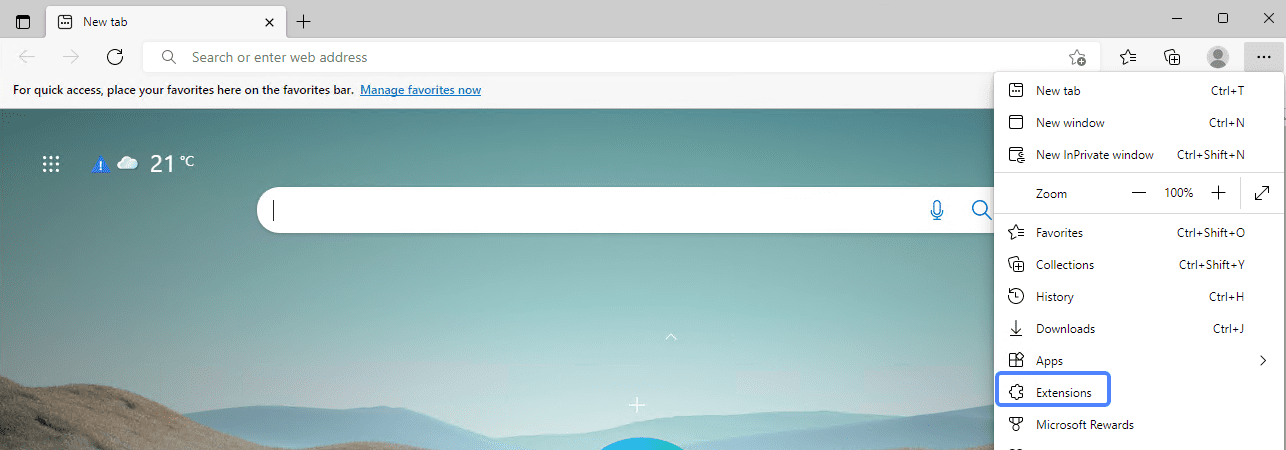 New tab
Search or enter web address
For quick access, place your favorites here on the favorites bar. Manage favorites now
21 °C
New tab Ctrl+T
New window Ctrl+N
New InPrivate window Ctrl+Shift+N
Zoom 100%
Favorites Ctrl+Shift+O
Collections Ctrl+Shift+Y
History Ctrl+H
Downloads Ctrl+J
Apps
Extensions
Microsoft Rewards